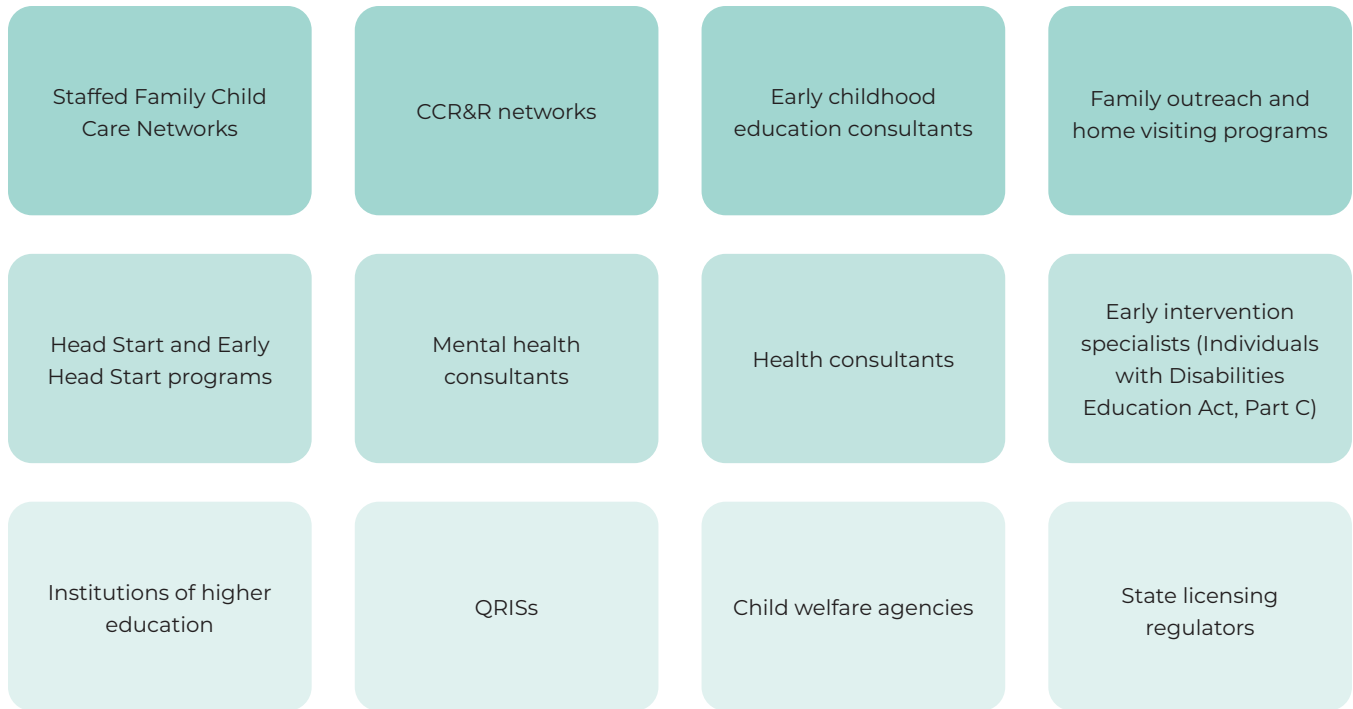 Staffed Family Child
Care Networks
CCR&R networks
Early childhood
education consultants
Family outreach and
home visiting programs
Head Start and Early
Head Start programs
Mental health
consultants
Health consultants
Early intervention
specialists (Individuals
with Disabilities
Education Act, Part C)
Institutions of higher
education
QRISs
Child welfare agencies
State licensing
regulators